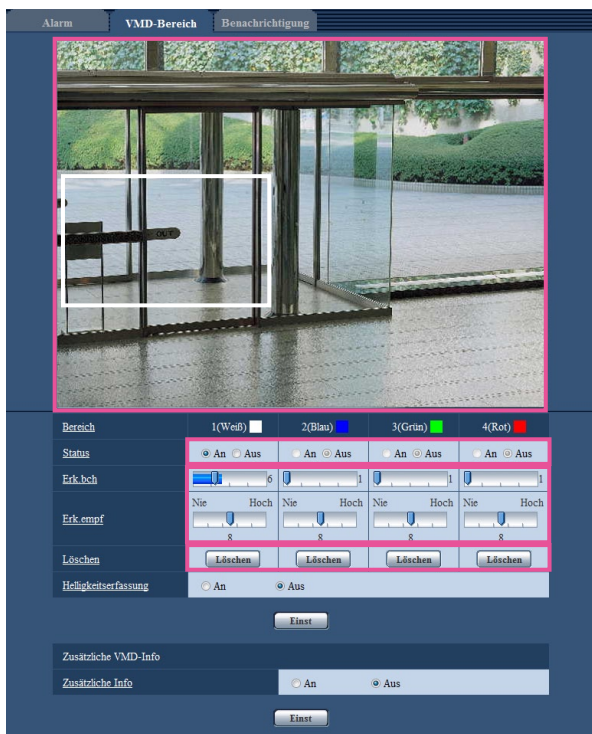 Alarm VMD-Bereich Benachrichtigung
OUT
Bereich 1(Weiß) 2(Blau) 3(Grün) 4(Rot)
Status An Aus An Aus An Aus An Aus
Erk.bch 6 1 1 1
Nie Hoch Nie Hoch Nie Hoch Nie Hoch
Erk.empf
8 8 8 8
Löschen Löschen Löschen Löschen Löschen
Helligkeitserfassung An Aus
Einst
Zusätzliche VMD-Info
Zusätzliche Info An Aus
Einst